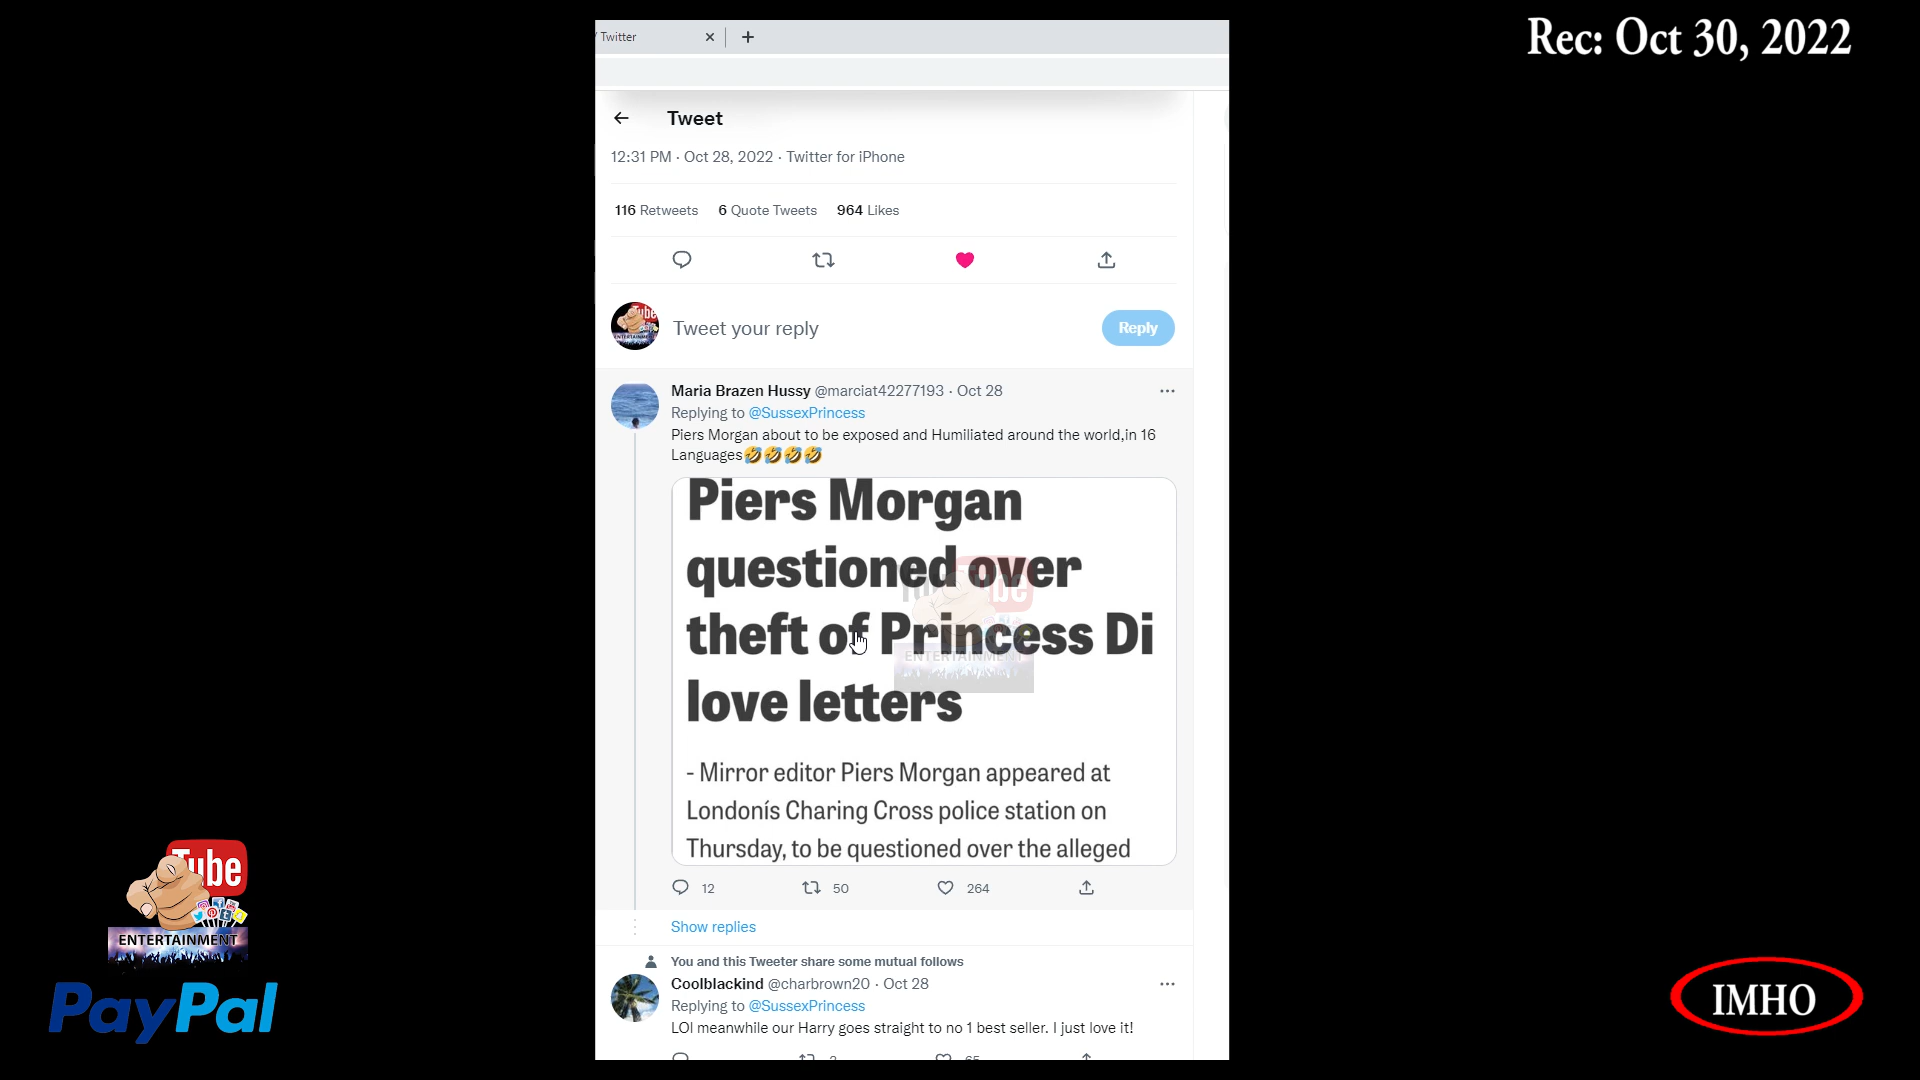 Rec: Oct 30, 2022
/ Twitter
Tweet
12:31 PM · Oct 28, 2022 · Twitter for iPhone
116 Retweets 6 Quote Tweets 964 Likes
Tweet your reply
Reply
Maria Brazen Hussy @marciat42277193 · Oct 28
Replying to @SussexPrincess
Piers Morgan about to be exposed and Humiliated around the world,in 16
Languages🤣🤣🤣🤣
Piers Morgan
questioned over
theft of Princess Di
love letters
- Mirror editor Piers Morgan appeared at
Londonís Charing Cross police station on
Thursday, to be questioned over the alleged
12 50 264
Show replies
You and this Tweeter share some mutual follows
Coolblackind @charbrown20 · Oct 28
Replying to @SussexPrincess
LOl meanwhile our Harry goes straight to no 1 best seller. I just love it!
Tube
ENTERTAINMENT
PayPal
IMHO